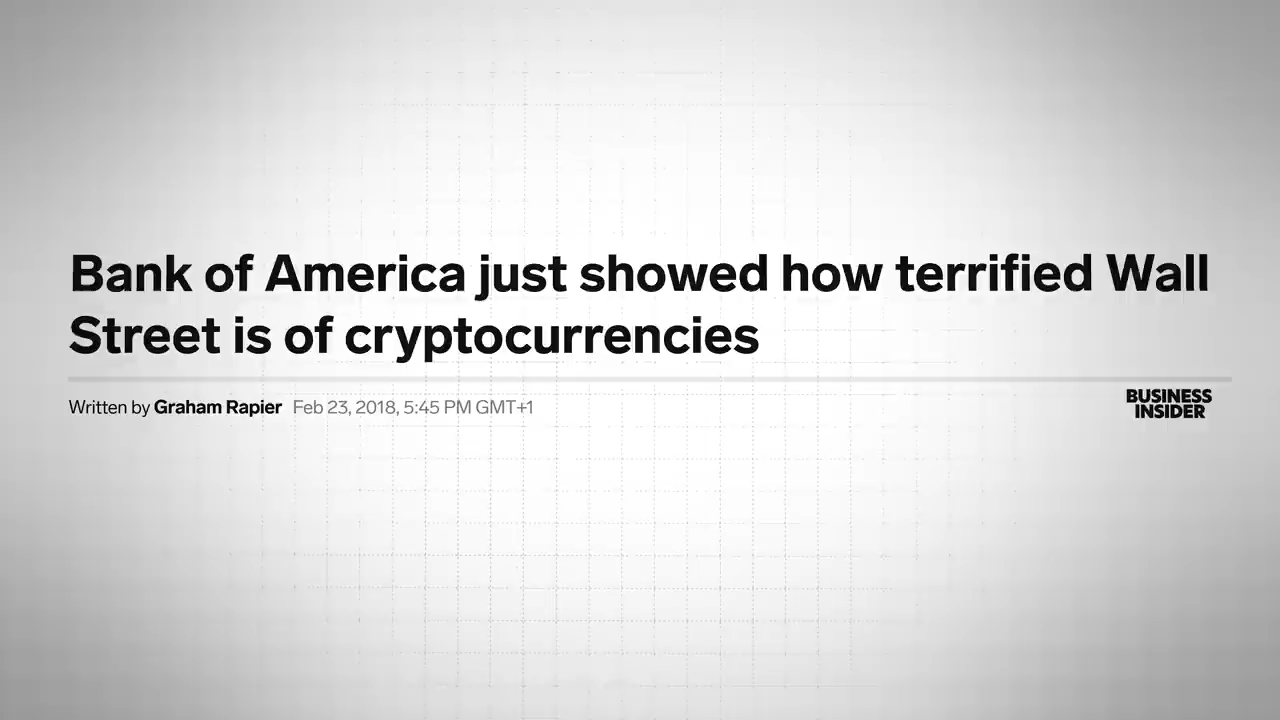 Bank of America just showed how terrified Wall
Street is of cryptocurrencies
Written by Graham Rapier Feb 23, 2018, 5:45 PM GMT+1
BUSINESS
INSIDER